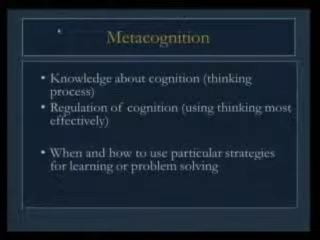 Metacognition
• Knowledge about cognition (thinking
process)
• Regulation of cognition (using thinking most
effectively)
• When and how to use particular strategies
for learning or problem solving